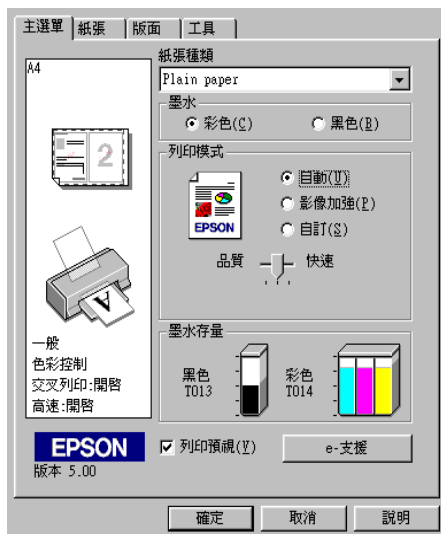 主選單 紙張 版面 工具
A4
2
一般
色彩控制
交叉列印:開啓
高速:開啓
EPSON
版本 5.00
紙張種類
Plain paper
墨水
彩色(C) 黑色(B)
列印模式
EPSON
自動(U)
影像加強(P)
自訂(S)
品質 快速
墨水存量
黑色
T013
彩色
T014
列印預視(V) e-支援
確定 取消 說明